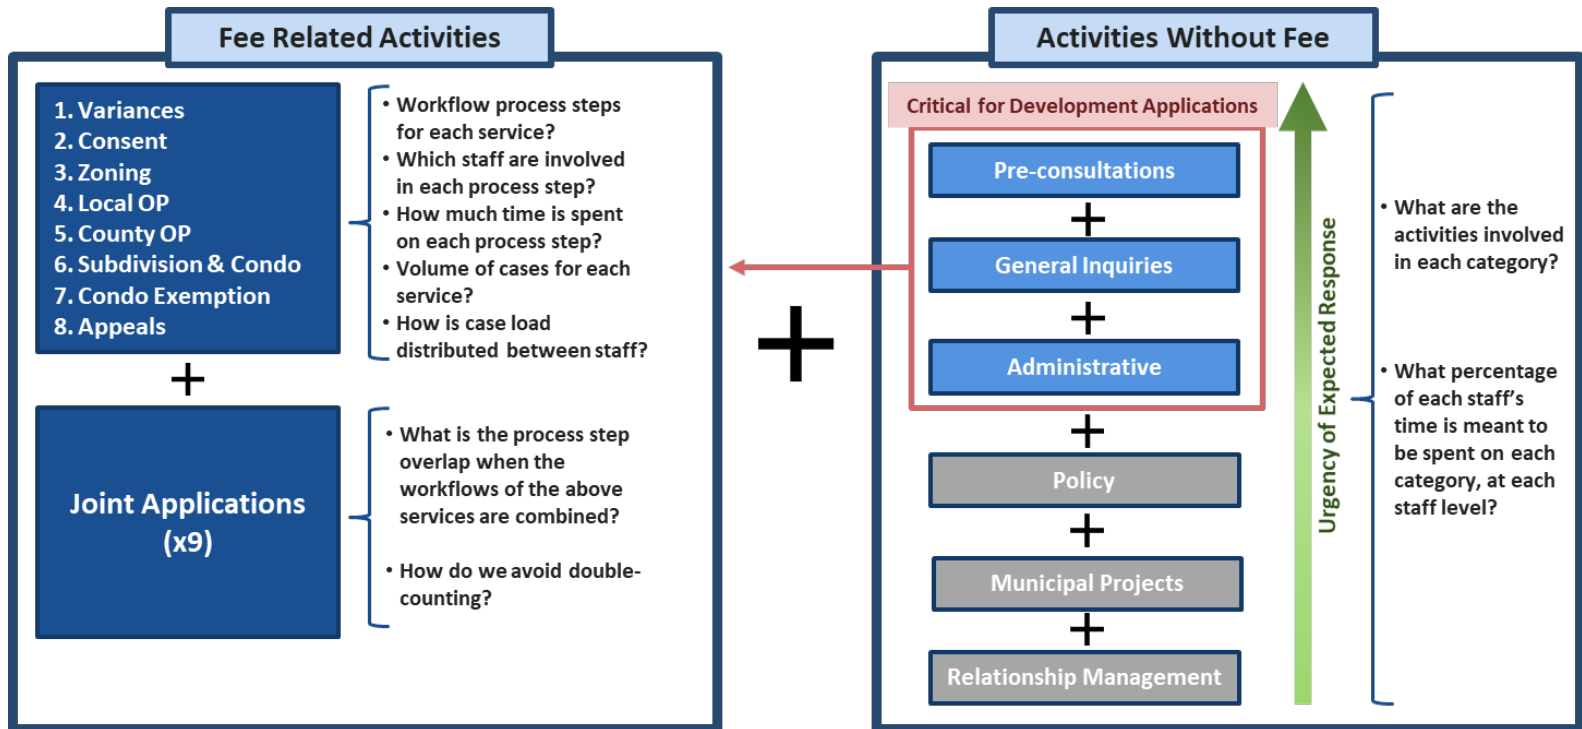 Fee Related Activities
1. Variances
2. Consent
3. Zoning
4. Local OP
5. County OP
6. Subdivision & Condo
7. Condo Exemption
8. Appeals
• Workflow process steps
for each service?
• Which staff are involved
in each process step?
• How much time is spent
on each process step?
• Volume of cases for each
service?
• How is case load
distributed between staff?
+
Joint Applications
(x9)
• What is the process step
overlap when the
workflows of the above
services are combined?
• How do we avoid double-
counting?
+
Activities Without Fee
Critical for Development Applications
Pre-consultations
+
General Inquiries
+
Administrative
+
Policy
+
Municipal Projects
+
Relationship Management
Urgency of Expected Response
• What are the
activities involved
in each category?
• What percentage
of each staff's
time is meant to
be spent on each
category, at each
staff level?